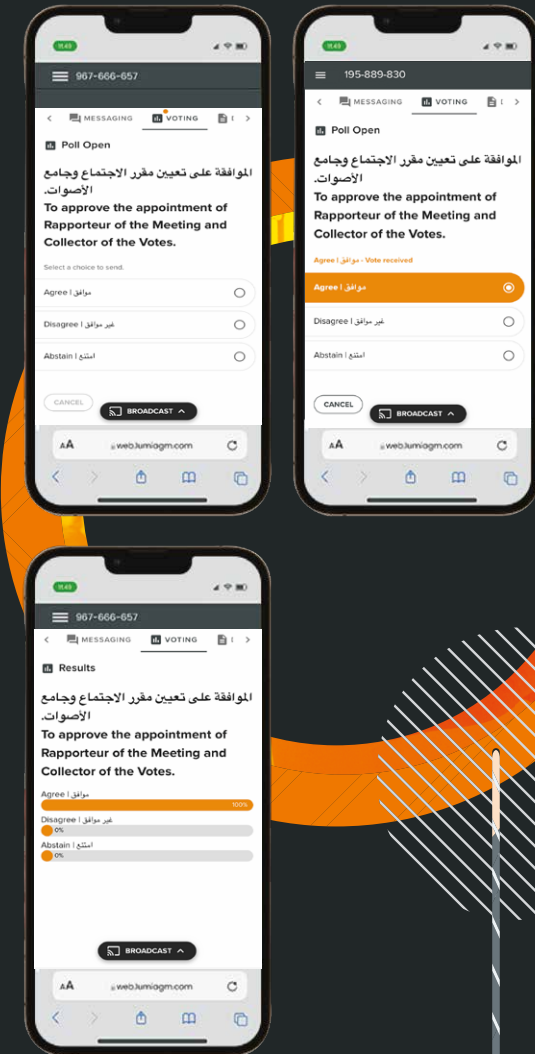 11.49
967-666-657
MESSAGING
VOTING
Poll Open
الموافقة على تعيين مقرر الاجتماع وجامع
الأصوات.
To approve the appointment of
Rapporteur of the Meeting and
Collector of the Votes.
Select a choice to send.
Agree | موافق
Disagree | غير موافق
Abstain | امتنع
CANCEL
BROADCAST
AA
web.lumiagm.com
11.49
195-889-830
MESSAGING
VOTING
Poll Open
الموافقة على تعيين مقرر الاجتماع وجامع
الأصوات.
To approve the appointment of
Rapporteur of the Meeting and
Collector of the Votes.
Agree | موافق - Vote received
Agree | موافق
Disagree | غير موافق
Abstain | امتنع
CANCEL
BROADCAST
AA
web.lumiagm.com
11.49
967-666-657
MESSAGING
VOTING
Results
الموافقة على تعيين مقرر الاجتماع وجامع
الأصوات.
To approve the appointment of
Rapporteur of the Meeting and
Collector of the Votes.
Agree | موافق
100%
Disagree | غير موافق
0%
Abstain | امتنع
0%
BROADCAST
AA
web.lumiagm.com